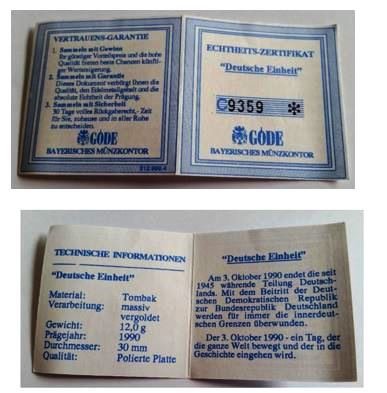 VERTRAUENS-GARANTIE
1. Sammeln mit Gewinn
Ihr günstiger Vorteilspreis und die hohe
Qualität bieten beste Chancen künfti-
ger Wertsteigerung.
2. Sammeln mit Garantie
Dieses Dokument verbürgt Ihnen die
Qualität, den Edelmetallgehalt und die
absolute Echtheit der Prägung.
3. Sammeln mit Sicherheit
30 Tage volles Rückgaberecht,- Zeit
für Sie, zuhause und in aller Ruhe
zu entscheiden.
GÖDE
BAYERISCHES MÜNZKONTOR
ECHTHEITS-ZERTIFIKAT
"Deutsche Einheit"
9359 *
GÖDE
BAYERISCHES MÜNZKONTOR
TECHNISCHE INFORMATIONEN
"Deutsche Einheit"
Material: Tombak
Verarbeitung: massiv
vergoldet
Gewicht: 12,0 g
Prägejahr: 1990
Durchmesser: 30 mm
Qualität: Polierte Platte
"Deutsche Einheit"
Am 3. Oktober 1990 endet die seit
1945 währende Teilung Deutsch-
lands. Mit dem Beitritt der Deut-
schen Demokratischen Republik
zur Bundesrepublik Deutschland
werden für immer die innerdeut-
schen Grenzen überwunden.
Der 3. Oktober 1990 - ein Tag, der
die ganze Welt bewegt und der in die
Geschichte eingehen wird.